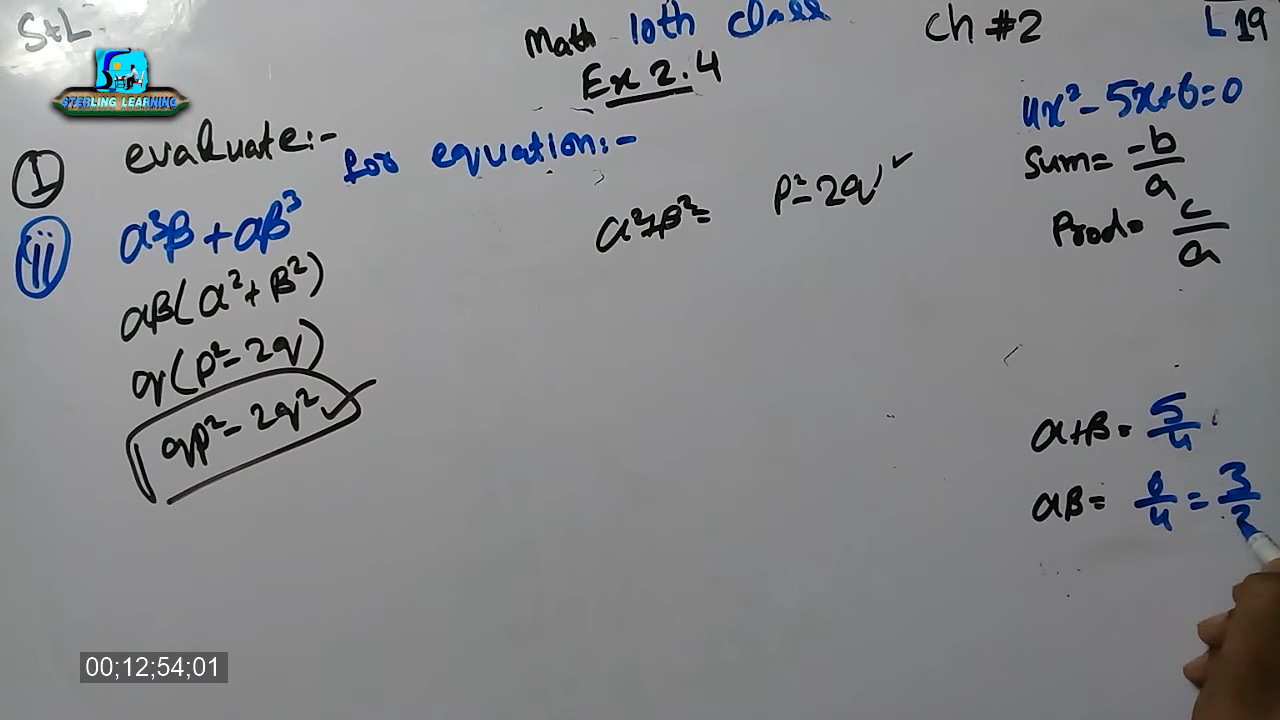 StL
STERLING LEARNING
Math 10th class
Ch #2
L19
Ex 2.4
I evaluate:- for equation:-
ii α³β + αβ³
αβ(α² + β²)
q(p² - 2q)
qp² - 2q²
α²+β²= p² - 2q
4x² - 5x + 6 = 0
Sum = -b/a
Prod = c/a
α+β = 5/4
αβ = 6/4 = 3/2
00;12;54;01